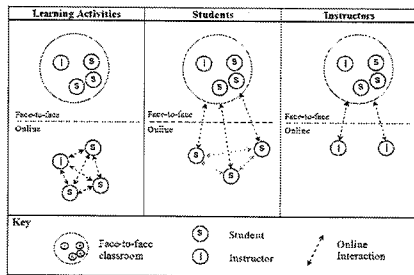 Learning Activities
Students
Instructors
I S S S S
I S S S S
I S S S S
Face-to-face
Face-to-face
Face-to-face
Online
Online
Online
S I S S
S S S
I I
Key
Face-to-face
classroom
S Student
I Instructor
Online
Interaction